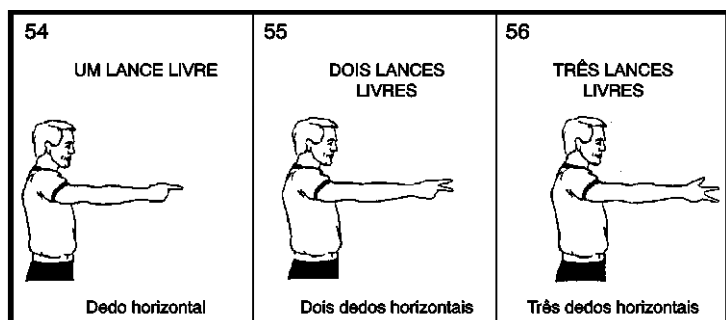 54
UM LANCE LIVRE
Dedo horizontal
55
DOIS LANCES
LIVRES
Dois dedos horizontais
56
TRÊS LANCES
LIVRES
Três dedos horizontais